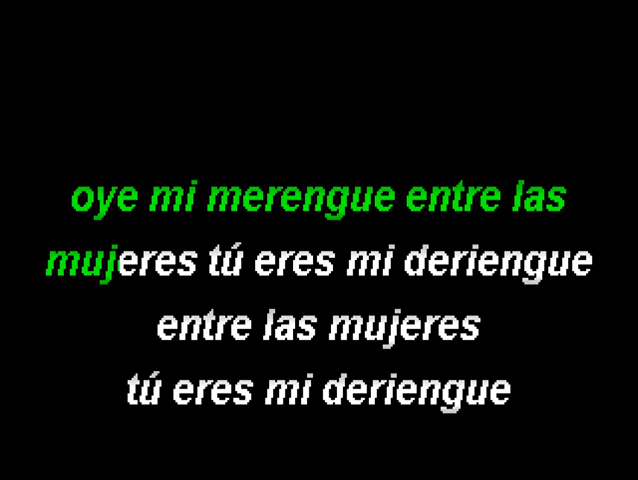 oye mi merengue entre las
mujeres tú eres mi deriengue
entre las mujeres
tú eres mi deriengue